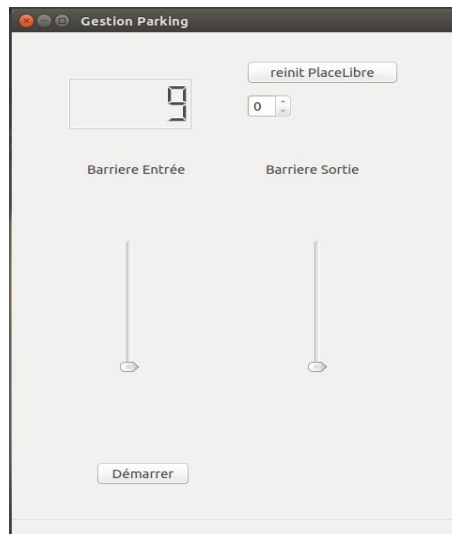 Gestion Parking
reinit PlaceLibre
9
0
Barriere Entrée Barriere Sortie
Démarrer